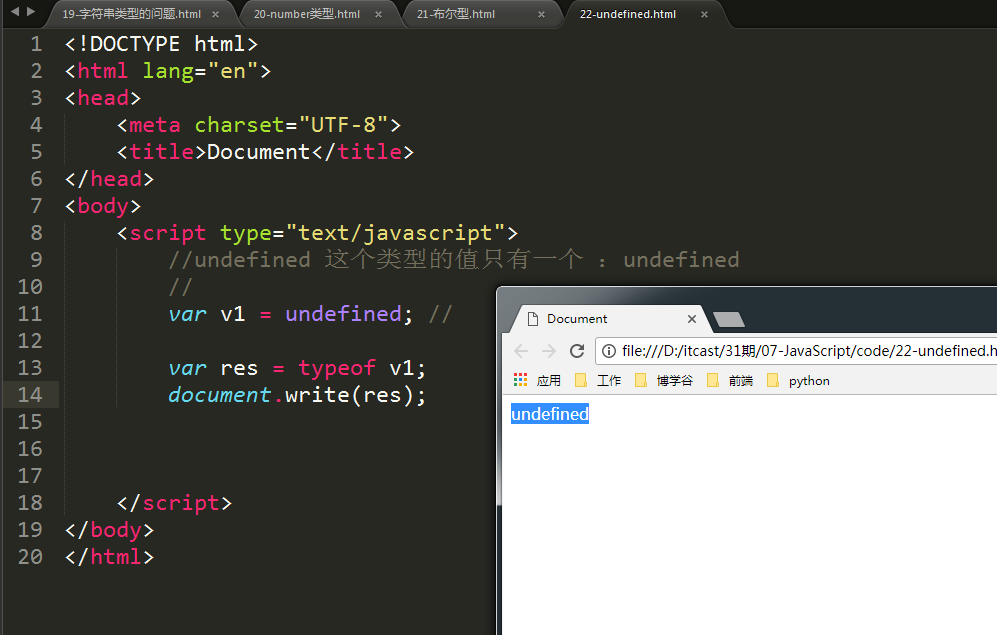 19-字符串类型的问题.html × 20-number类型.html × 21-布尔型.html × 22-undefined.html ×
1 <!DOCTYPE html>
2 <html lang="en">
3 <head>
4 <meta charset="UTF-8">
5 <title>Document</title>
6 </head>
7 <body>
8 <script type="text/javascript">
9 //undefined 这个类型的值只有一个 : undefined
10 //
11 var v1 = undefined; //
12
13 var res = typeof v1;
14 document.write(res);
15
16
17
18 </script>
19 </body>
20 </html>
Document ×
file:///D:/itcast/31期/07-JavaScript/code/22-undefined.h
应用 工作 博学谷 前端 python
undefined